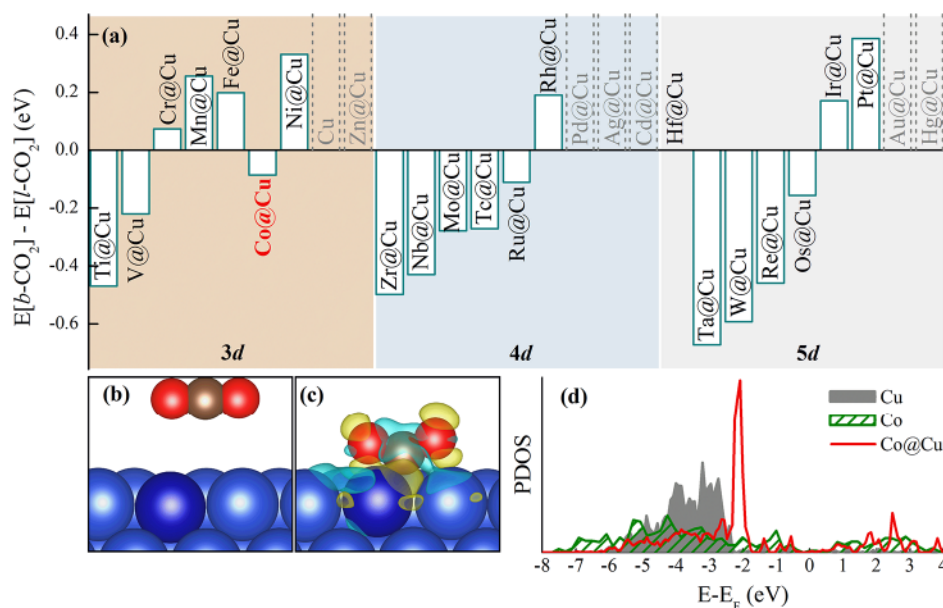 (a)
E[b-CO₂] - E[l-CO₂] (eV)
0.4
0.2
0.0
-0.2
-0.4
-0.6
Ti@Cu
V@Cu
Cr@Cu
Mn@Cu
Fe@Cu
Co@Cu
Ni@Cu
Cu
Zn@Cu
3d
Zr@Cu
Nb@Cu
Mo@Cu
Tc@Cu
Ru@Cu
Rh@Cu
Pd@Cu
Ag@Cu
Cd@Cu
4d
Hf@Cu
Ta@Cu
W@Cu
Re@Cu
Os@Cu
Ir@Cu
Pt@Cu
Au@Cu
Hg@Cu
5d
(b)
(c)
(d)
Cu
Co
Co@Cu
PDOS
-8 -7 -6 -5 -4 -3 -2 -1 0 1 2 3 4
E-E_F (eV)